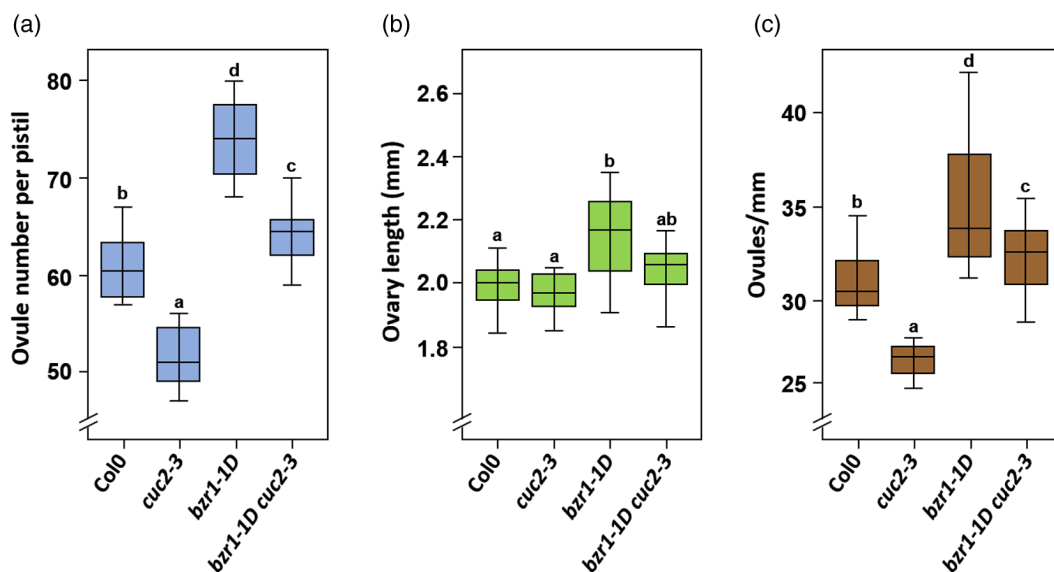 (a)
Ovule number per pistil
80
70
60
50
b
a
d
c
Col0
cuc2-3
bzr1-1D
bzr1-1D cuc2-3
(b)
Ovary length (mm)
2.6
2.4
2.2
2.0
1.8
a
a
b
ab
Col0
cuc2-3
bzr1-1D
bzr1-1D cuc2-3
(c)
Ovules/mm
40
35
30
25
b
a
d
c
Col0
cuc2-3
bzr1-1D
bzr1-1D cuc2-3